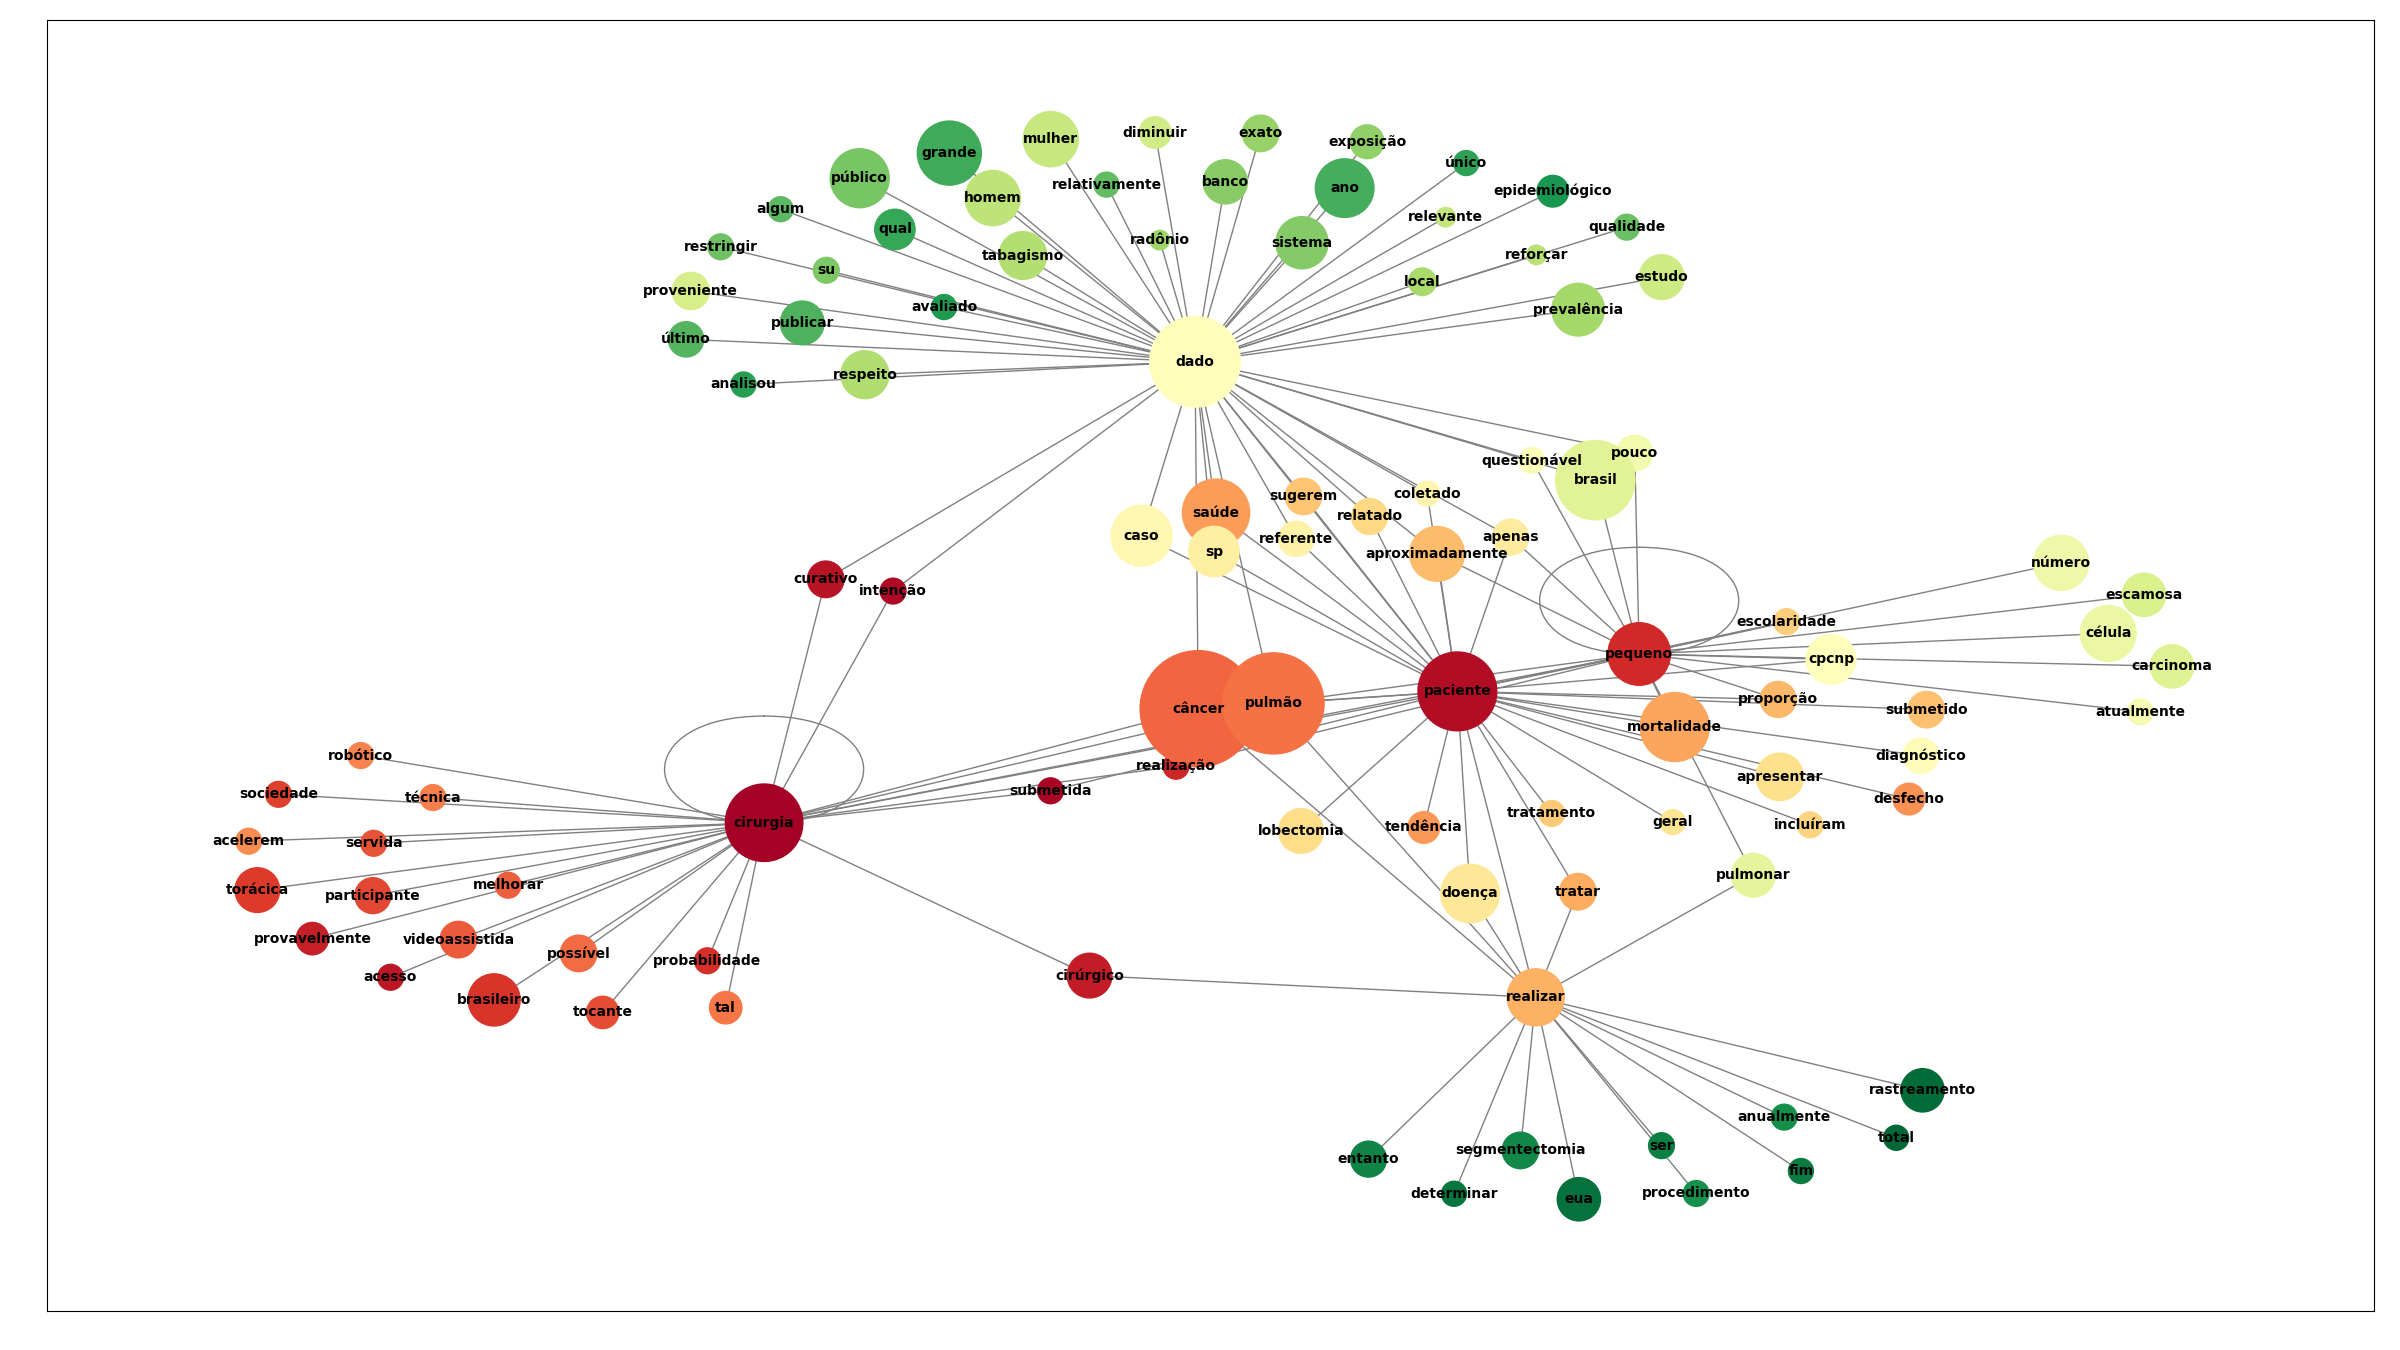 diminuir
exato
mulher
exposição
grande
único
público
banco
relativamente
ano
epidemiológico
homem
algum
relevante
qualidade
qual
radônio
sistema
restringir
tabagismo
reforçar
su
estudo
local
proveniente
avaliado
prevalência
publicar
último
dado
respeito
analisou
pouco
questionável
brasil
coletado
sugerem
saúde
relatado
caso
apenas
referente
sp
aproximadamente
número
curativo
intenção
escamosa
escolaridade
célula
pequeno
cpcnp
carcinoma
paciente
proporção
pulmão
câncer
submetido
atualmente
mortalidade
robótico
diagnóstico
realização
apresentar
submetida
sociedade
técnica
desfecho
tratamento
cirurgia
geral
incluíram
tendência
lobectomia
acelerem
servida
pulmonar
melhorar
torácica
tratar
doença
participante
provavelmente
videoassistida
possível
probabilidade
cirúrgico
acesso
realizar
brasileiro
tal
tocante
rastreamento
anualmente
total
ser
segmentectomia
entanto
fim
procedimento
determinar
eua